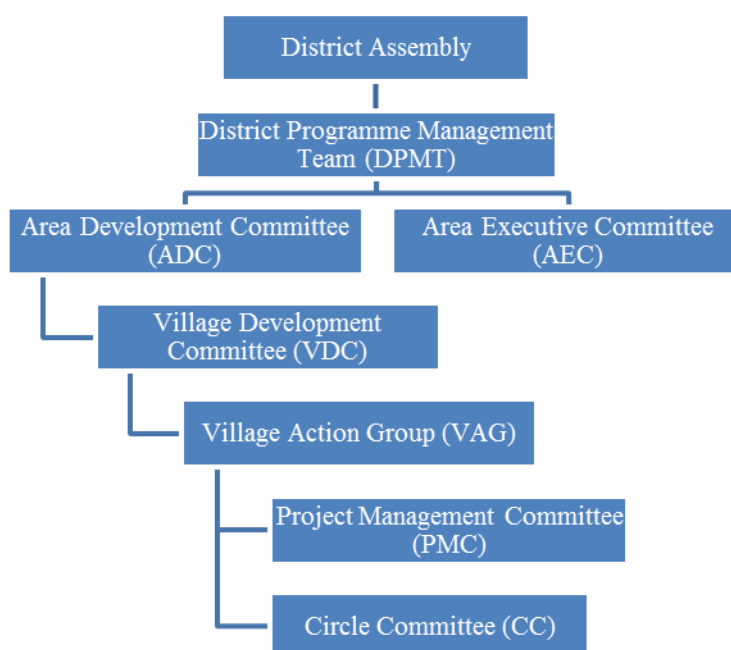 District Assembly
District Programme Management
Team (DPMT)
Area Development Committee
(ADC)
Area Executive Committee
(AEC)
Village Development
Committee (VDC)
Village Action Group (VAG)
Project Management Committee
(PMC)
Circle Committee (CC)